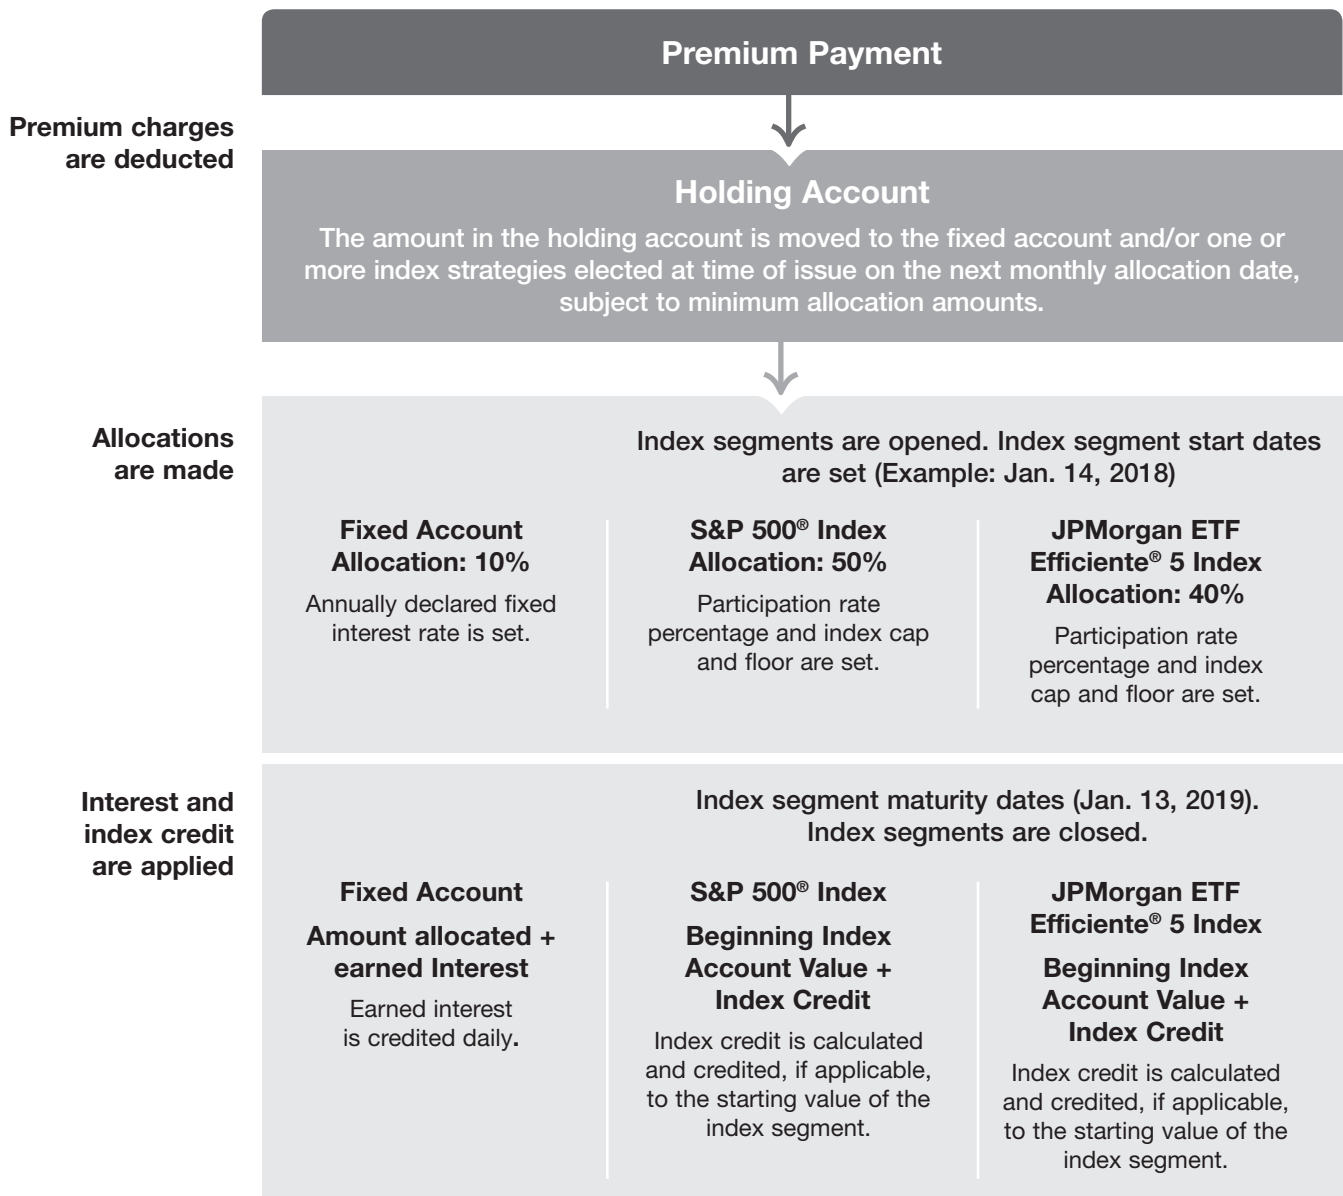 Premium Payment
Premium charges
are deducted
Holding Account
The amount in the holding account is moved to the fixed account and/or one or
more index strategies elected at time of issue on the next monthly allocation date,
subject to minimum allocation amounts.
Allocations
are made
Index segments are opened. Index segment start dates
are set (Example: Jan. 14, 2018)
Fixed Account
Allocation: 10%
Annually declared fixed
interest rate is set.
S&P 500® Index
Allocation: 50%
Participation rate
percentage and index cap
and floor are set.
JPMorgan ETF
Efficiente® 5 Index
Allocation: 40%
Participation rate
percentage and index
cap and floor are set.
Interest and
index credit
are applied
Index segment maturity dates (Jan. 13, 2019).
Index segments are closed.
Fixed Account
Amount allocated +
earned Interest
Earned interest
is credited daily.
S&P 500® Index
Beginning Index
Account Value +
Index Credit
Index credit is calculated
and credited, if applicable,
to the starting value of the
index segment.
JPMorgan ETF
Efficiente® 5 Index
Beginning Index
Account Value +
Index Credit
Index credit is calculated
and credited, if applicable,
to the starting value of the
index segment.